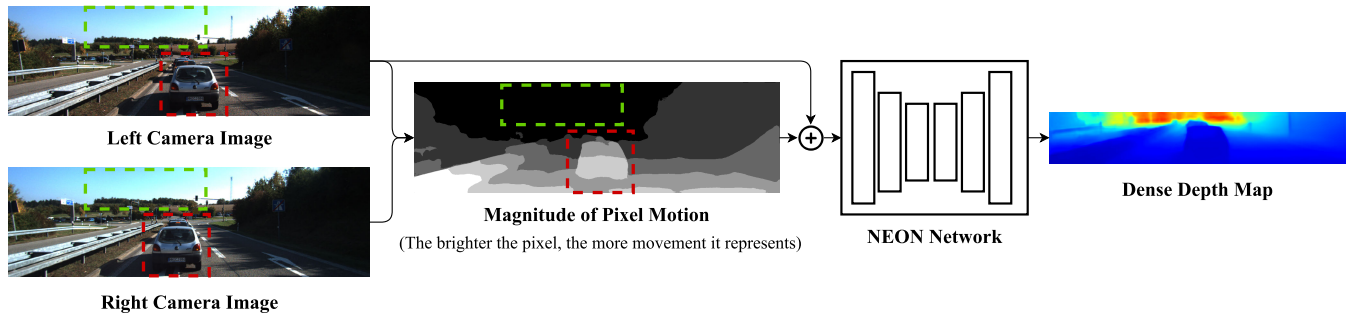 Left Camera Image
Right Camera Image
Magnitude of Pixel Motion
(The brighter the pixel, the more movement it represents)
NEON Network
Dense Depth Map